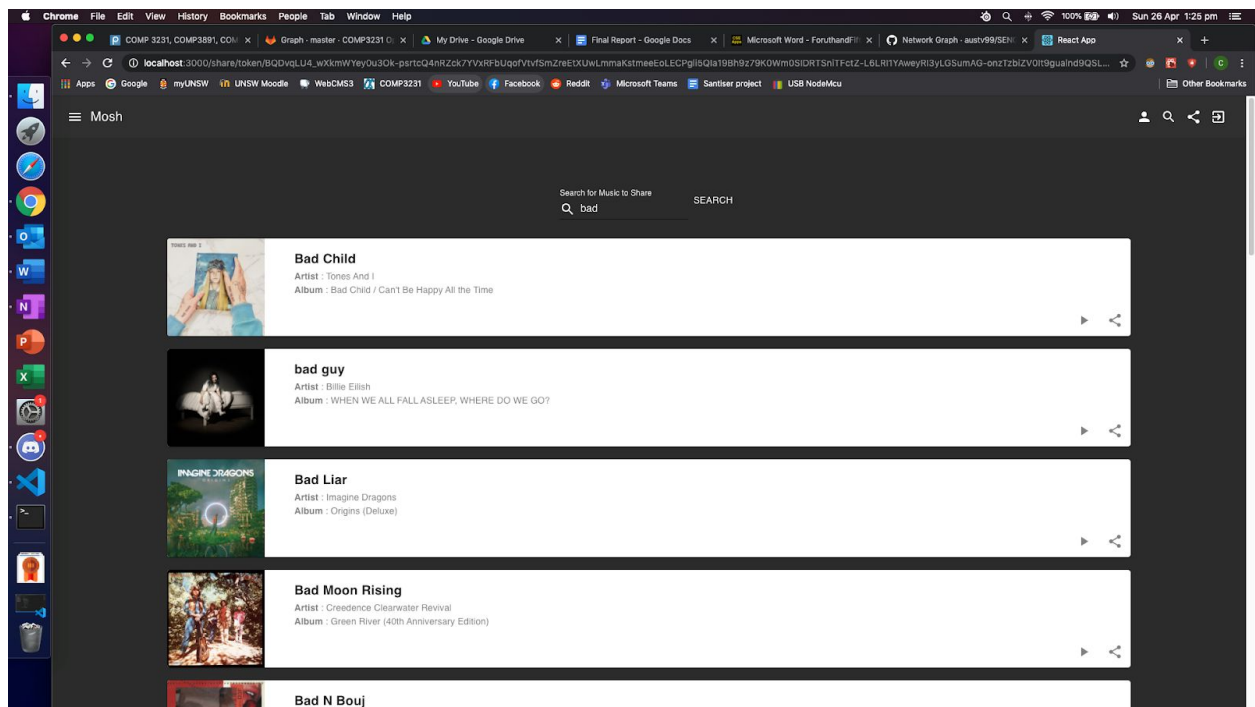 Chrome File Edit View History Bookmarks People Tab Window Help 100% Sun 26 Apr 1:25 pm
COMP 3231, COMP3891, COM Graph · master · COMP3231 O My Drive - Google Drive Final Report - Google Docs Microsoft Word - ForuthandFif Network Graph · austv99/SENG React App
localhost:3000/share/token/
Apps Google myUNSW UNSW Moodle WebCMS3 COMP3231 YouTube Facebook Reddit Microsoft Teams Santiser project USB NodeMcu Other Bookmarks
Mosh
Search for Music to Share
bad SEARCH
TONES AND I
Bad Child
Artist : Tones And I
Album : Bad Child / Can't Be Happy All the Time
bad guy
Artist : Billie Eilish
Album : WHEN WE ALL FALL ASLEEP, WHERE DO WE GO?
IMAGINE DRAGONS
ORIGINS
Bad Liar
Artist : Imagine Dragons
Album : Origins (Deluxe)
Bad Moon Rising
Artist : Creedence Clearwater Revival
Album : Green River (40th Anniversary Edition)
Bad N Bouj